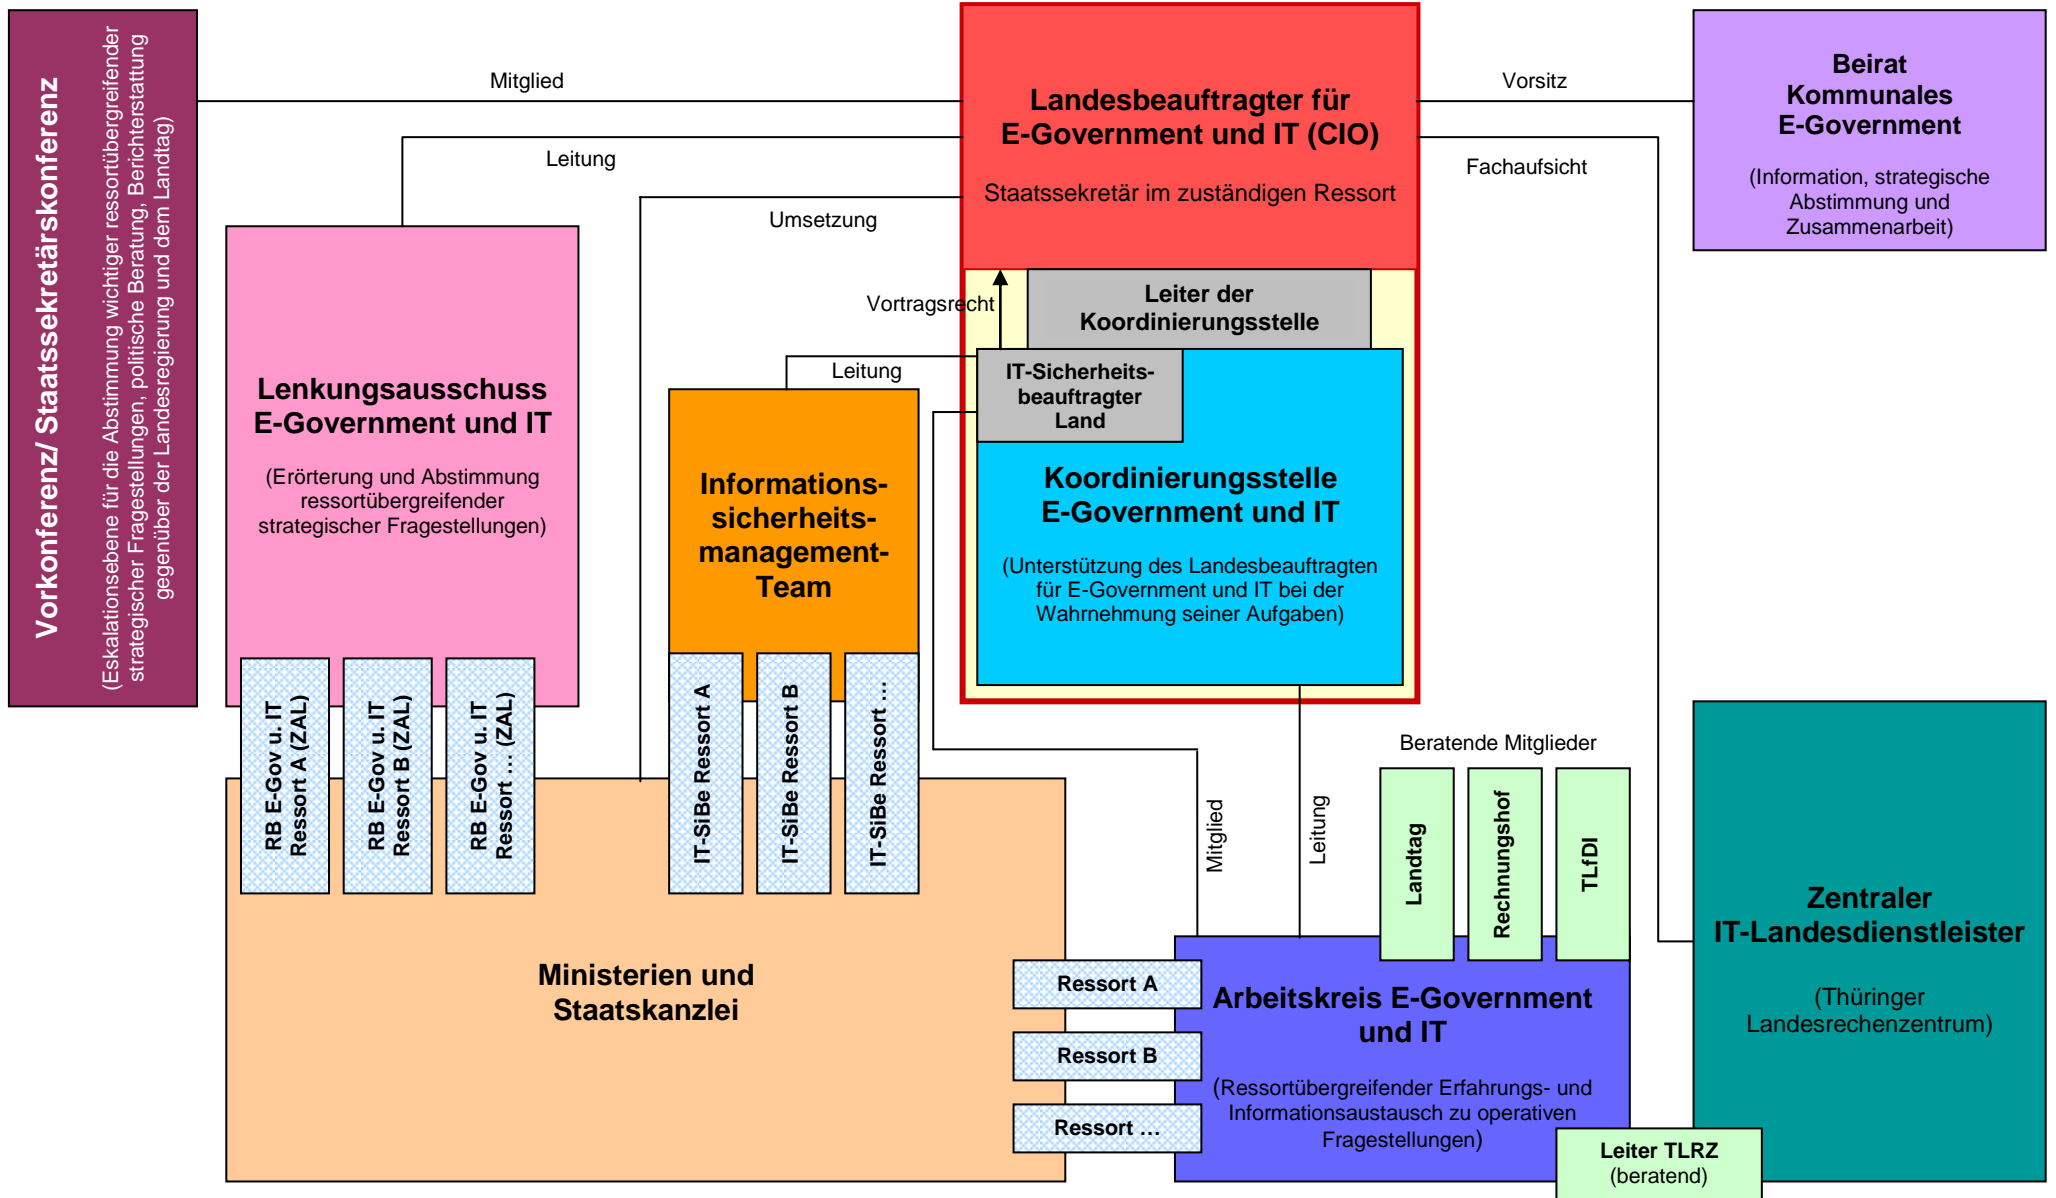 Vorkonferenz/ Staatssekretärskonferenz
(Eskalationsebene für die Abstimmung wichtiger ressortübergreifender
strategischer Fragestellungen, politische Beratung, Berichterstattung
gegenüber der Landesregierung und dem Landtag)
Mitglied
Leitung
Umsetzung
Landesbeauftragter für
E-Government und IT (CIO)
Staatssekretär im zuständigen Ressort
Vorsitz
Fachaufsicht
Beirat
Kommunales
E-Government
(Information, strategische
Abstimmung und
Zusammenarbeit)
Lenkungsausschuss
E-Government und IT
(Erörterung und Abstimmung
ressortübergreifender
strategischer Fragestellungen)
Vortragsrecht
Leitung
Leiter der
Koordinierungsstelle
IT-Sicherheits-
beauftragter
Land
Informations-
sicherheits-
management-
Team
Koordinierungsstelle
E-Government und IT
(Unterstützung des Landesbeauftragten
für E-Government und IT bei der
Wahrnehmung seiner Aufgaben)
RB E-Gov u. IT
Ressort A (ZAL)
RB E-Gov u. IT
Ressort B (ZAL)
RB E-Gov u. IT
Ressort … (ZAL)
IT-SiBe Ressort A
IT-SiBe Ressort B
IT-SiBe Ressort …
Mitglied
Leitung
Beratende Mitglieder
Landtag
Rechnungshof
TLfDI
Ministerien und
Staatskanzlei
Ressort A
Ressort B
Ressort …
Arbeitskreis E-Government
und IT
(Ressortübergreifender Erfahrungs- und
Informationsaustausch zu operativen
Fragestellungen)
Zentraler
IT-Landesdienstleister
(Thüringer
Landesrechenzentrum)
Leiter TLRZ
(beratend)